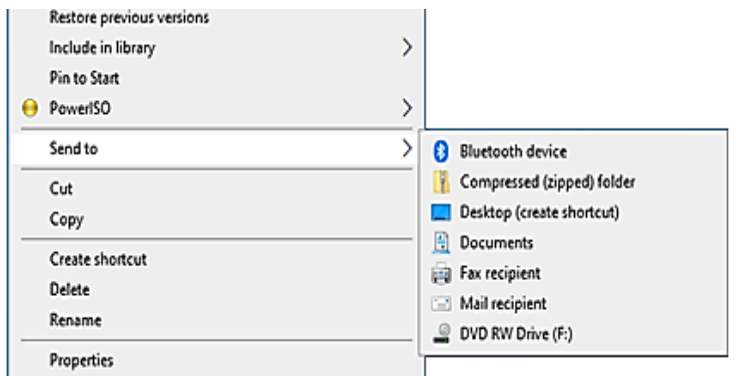 Restore previous versions
Include in library
Pin to Start
PowerISO
Send to
Cut
Copy
Create shortcut
Delete
Rename
Properties
Bluetooth device
Compressed (zipped) folder
Desktop (create shortcut)
Documents
Fax recipient
Mail recipient
DVD RW Drive (F:)